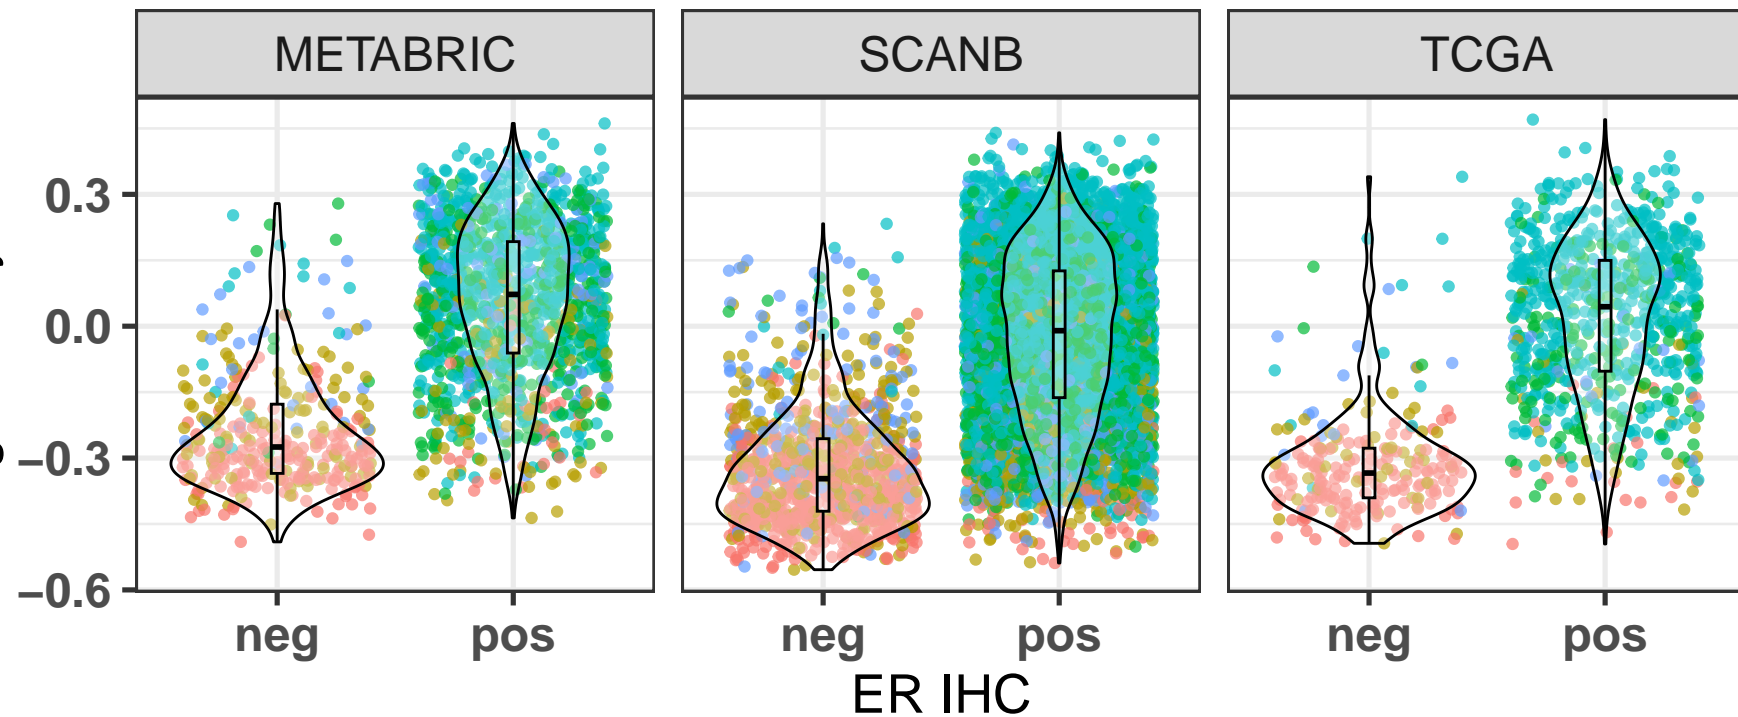 METABRIC SCANB TCGA
0.3
0.0
−0.3
−0.6
neg pos neg pos neg pos
ER IHC